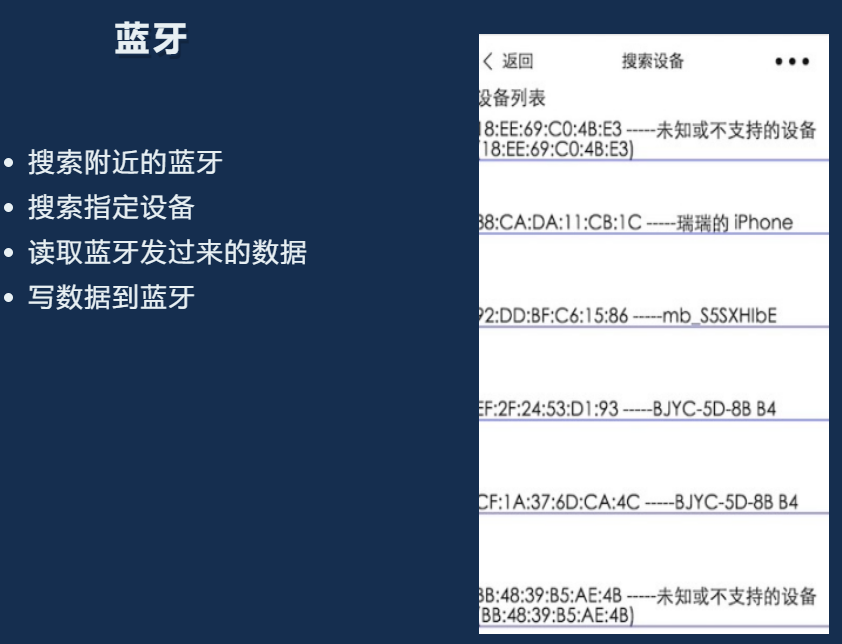 蓝牙
搜索附近的蓝牙
搜索指定设备
读取蓝牙发过来的数据
写数据到蓝牙
返回 搜索设备
设备列表
18:EE:69:C0:4B:E3 -----未知或不支持的设备
(18:EE:69:C0:4B:E3)
88:CA:DA:11:CB:1C -----瑞瑞的 iPhone
92:DD:BF:C6:15:86 -----mb_S5SXHIbE
EF:2F:24:53:D1:93 -----BJYC-5D-8B B4
CF:1A:37:6D:CA:4C -----BJYC-5D-8B B4
BB:48:39:B5:AE:4B -----未知或不支持的设备
(BB:48:39:B5:AE:4B)